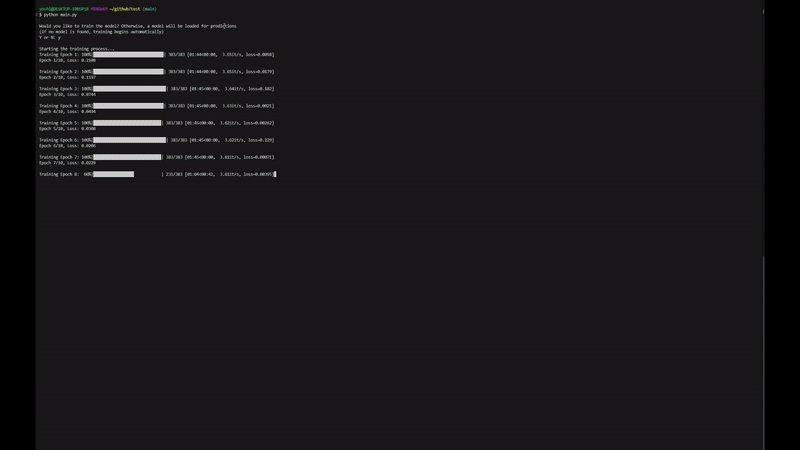 MINGW64 ~/github/test (main)
$ python main.py
Would you like to train the model? Otherwise, a model will be loaded for predictions
(If no model is found, training begins automatically)
Y or N: y
Starting the training process...
Training Epoch 1: 100%| 383/383 [01:44<00:00, 3.65it/s, loss=0.0898]
Epoch 1/10, Loss: 0.2108
Training Epoch 2: 100%| 383/383 [01:44<00:00, 3.65it/s, loss=0.0179]
Epoch 2/10, Loss: 0.1197
Training Epoch 3: 100%| 383/383 [01:45<00:00, 3.64it/s, loss=0.102]
Epoch 3/10, Loss: 0.0744
Training Epoch 4: 100%| 383/383 [01:45<00:00, 3.63it/s, loss=0.0021]
Epoch 4/10, Loss: 0.0494
Training Epoch 5: 100%| 383/383 [01:45<00:00, 3.62it/s, loss=0.00262]
Epoch 5/10, Loss: 0.0308
Training Epoch 6: 100%| 383/383 [01:45<00:00, 3.62it/s, loss=0.139]
Epoch 6/10, Loss: 0.0206
Training Epoch 7: 100%| 383/383 [01:45<00:00, 3.61it/s, loss=0.00871]
Epoch 7/10, Loss: 0.0229
Training Epoch 8: 60%| | 231/383 [01:04<00:42, 3.61it/s, loss=0.00395]